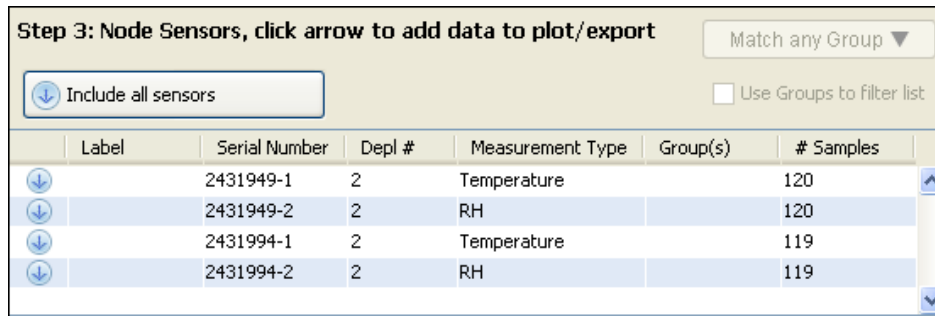 Step 3: Node Sensors, click arrow to add data to plot/export
Match any Group ▼
Include all sensors
Use Groups to filter list
Label Serial Number Depl # Measurement Type Group(s) # Samples
2431949-1 2 Temperature 120
2431949-2 2 RH 120
2431994-1 2 Temperature 119
2431994-2 2 RH 119